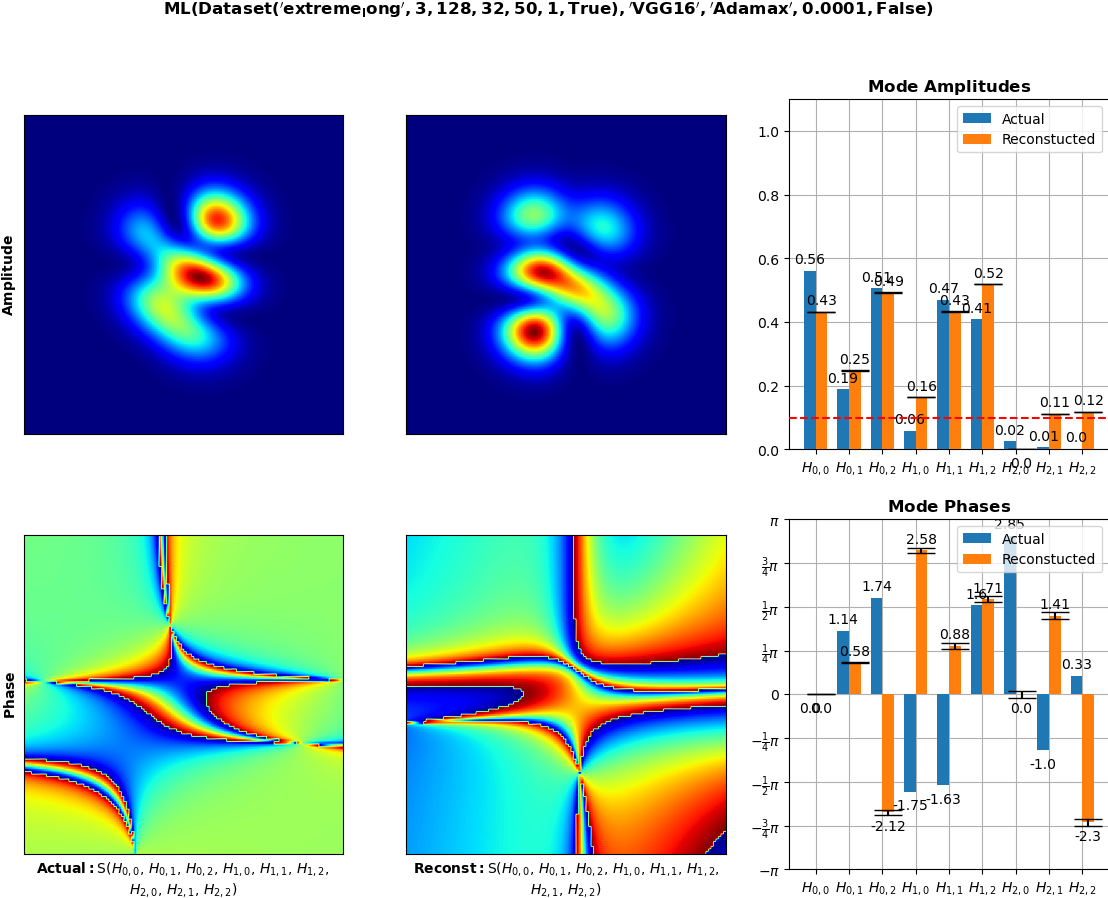 ML(Dataset('extreme_long', 3, 128, 32, 50, 1, True), 'VGG16', 'Adamax', 0.0001, False)
Mode Amplitudes
Amplitude
Actual
Reconstucted
1.0
0.8
0.6
0.4
0.2
0.0
0.56
0.43
0.19
0.25
0.51
0.49
0.06
0.16
0.47
0.43
0.41
0.52
0.02
0.0
0.01
0.11
0.0
0.12
H0,0 H0,1 H0,2 H1,0 H1,1 H1,2 H2,0 H2,1 H2,2
Mode Phases
Phase
Actual
Reconstucted
π
3/4π
1/2π
1/4π
0
−1/4π
−1/2π
−3/4π
−π
0.0
0.0
1.14
0.58
1.74
-2.12
-1.75
2.58
-1.63
0.88
1.6
1.71
2.85
0.0
-1.0
1.41
0.33
-2.3
H0,0 H0,1 H0,2 H1,0 H1,1 H1,2 H2,0 H2,1 H2,2
Actual:S(H0,0, H0,1, H0,2, H1,0, H1,1, H1,2,
H2,0, H2,1, H2,2)
Reconst:S(H0,0, H0,1, H0,2, H1,0, H1,1, H1,2,
H2,1, H2,2)